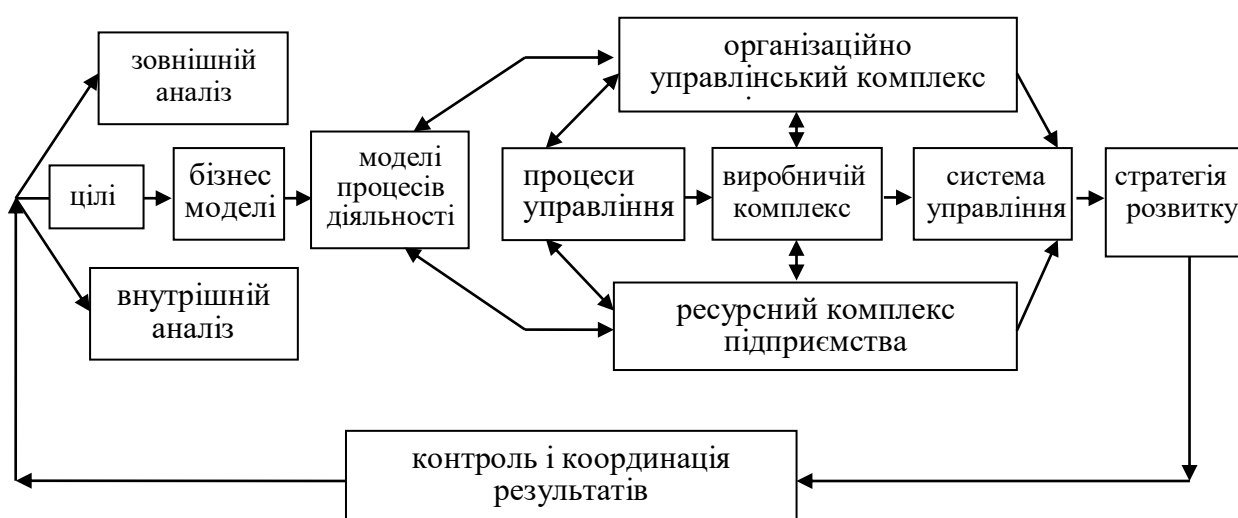 зовнішній
аналіз
цілі
бізнес
моделі
внутрішній
аналіз
моделі
процесів
діяльності
організаційно
управлінський комплекс
процеси
управління
виробничій
комплекс
система
управління
стратегія
розвитку
ресурсний комплекс
підприємства
контроль і координація
результатів